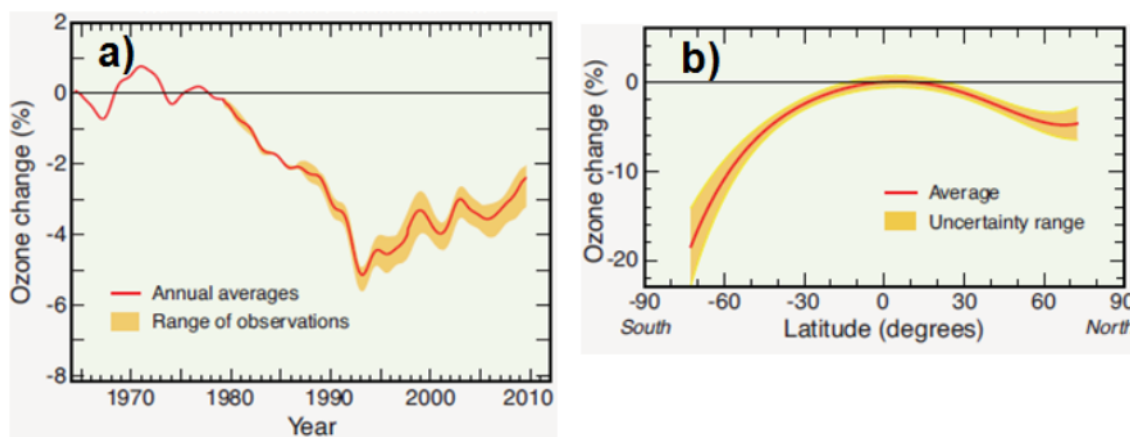 a)
Ozone change (%)
2
0
-2
-4
-6
-8
Annual averages
Range of observations
1970
1980
1990
2000
2010
Year
b)
Ozone change (%)
0
-10
-20
Average
Uncertainty range
-90
-60
-30
0
30
60
90
South
Latitude (degrees)
North